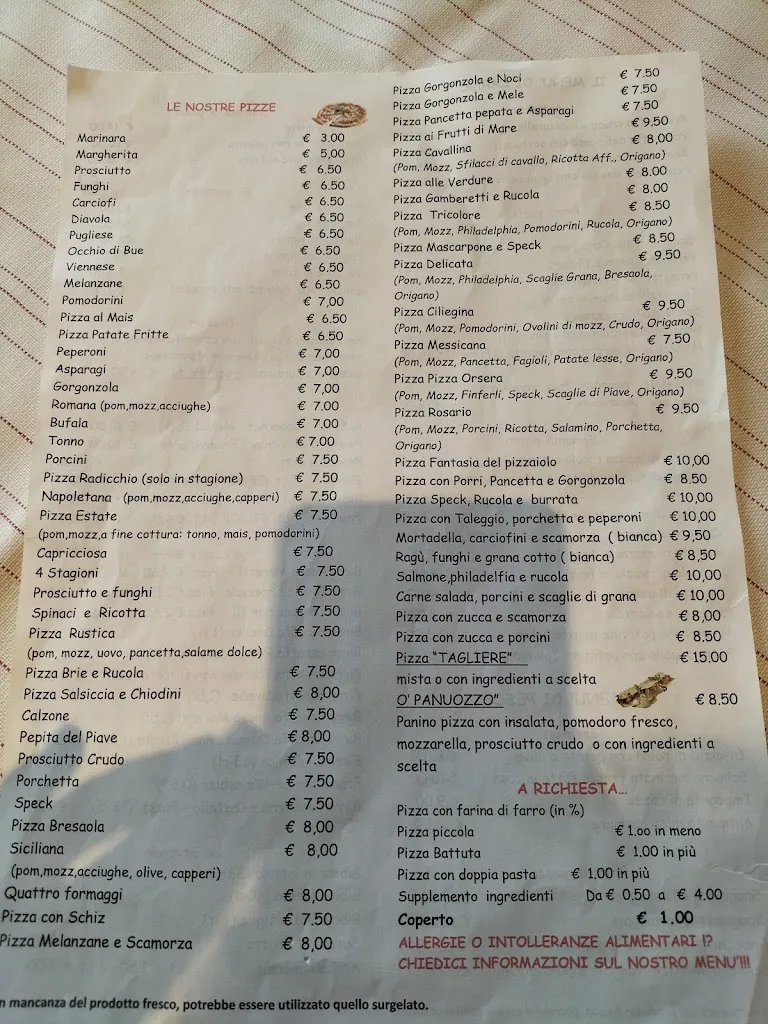 LE NOSTRE PIZZE
Marinara € 3.00
Margherita € 5,00
Prosciutto € 6.50
Funghi € 6.50
Carciofi € 6.50
Diavola € 6.50
Pugliese € 6.50
Occhio di Bue € 6.50
Viennese € 6.50
Melanzane € 6.50
Pomodorini € 7,00
Pizza al Mais € 6.50
Pizza Patate Fritte € 6.50
Peperoni € 7,00
Asparagi € 7,00
Gorgonzola € 7,00
Romana (pom,mozz,acciughe) € 7.00
Bufala € 7.00
Tonno € 7.00
Porcini € 7.50
Pizza Radicchio (solo in stagione) € 7.50
Napoletana (pom,mozz,acciughe,capperi) € 7.50
Pizza Estate € 7.50
(pom,mozz,a fine cottura: tonno, mais, pomodorini)
Capricciosa € 7.50
4 Stagioni € 7.50
Prosciutto e funghi € 7.50
Spinaci e Ricotta € 7.50
Pizza Rustica € 7.50
(pom, mozz, uovo, pancetta,salame dolce)
Pizza Brie e Rucola € 7.50
Pizza Salsiccia e Chiodini € 8,00
Calzone € 7.50
Pepita del Piave € 8,00
Prosciutto Crudo € 7.50
Porchetta € 7.50
Speck € 7.50
Pizza Bresaola € 8,00
Siciliana € 8,00
(pom,mozz,acciughe, olive, capperi)
Quattro formaggi € 8,00
Pizza con Schiz € 7.50
Pizza Melanzane e Scamorza € 8,00
Pizza Gorgonzola e Noci € 7.50
Pizza Gorgonzola e Mele € 7.50
Pizza Pancetta pepata e Asparagi € 7.50
Pizza ai Frutti di Mare € 9.50
Pizza Cavallina € 8,00
(Pom, Mozz, Sfilacci di cavallo, Ricotta Aff., Origano)
Pizza alle Verdure € 8.00
Pizza Gamberetti e Rucola € 8.00
Pizza Tricolore € 8.50
(Pom, Mozz, Philadelphia, Pomodorini, Rucola, Origano)
Pizza Mascarpone e Speck € 8.50
Pizza Delicata € 9.50
(Pom, Mozz, Philadelphia, Scaglie Grana, Bresaola,
Origano)
Pizza Ciliegina € 9.50
(Pom, Mozz, Pomodorini, Ovolini di mozz, Crudo, Origano)
Pizza Messicana € 7.50
(Pom, Mozz, Pancetta, Fagioli, Patate lesse, Origano)
Pizza Pizza Orsera € 9.50
(Pom, Mozz, Finferli, Speck, Scaglie di Piave, Origano)
Pizza Rosario € 9.50
(Pom, Mozz, Porcini, Ricotta, Salamino, Porchetta,
Origano)
Pizza Fantasia del pizzaiolo € 10,00
Pizza con Porri, Pancetta e Gorgonzola € 8.50
Pizza Speck, Rucola e burrata € 10,00
Pizza con Taleggio, porchetta e peperoni € 10,00
Mortadella, carciofini e scamorza ( bianca) € 9,50
Ragù, funghi e grana cotto ( bianca) € 8,50
Salmone,philadelfia e rucola € 10,00
Carne salada, porcini e scaglie di grana € 10,00
Pizza con zucca e scamorza € 8,00
Pizza con zucca e porcini € 8.50
Pizza "TAGLIERE" € 15.00
mista o con ingredienti a scelta
O' PANUOZZO" € 8.50
Panino pizza con insalata, pomodoro fresco,
mozzarella, prosciutto crudo o con ingredienti a
scelta
A RICHIESTA...
Pizza con farina di farro (in %)
Pizza piccola € 1.oo in meno
Pizza Battuta € 1.00 in più
Pizza con doppia pasta € 1.00 in più
Supplemento ingredienti Da € 0.50 a € 4.00
Coperto € 1.00
ALLERGIE O INTOLLERANZE ALIMENTARI !?
CHIEDICI INFORMAZIONI SUL NOSTRO MENU'!!!
n mancanza del prodotto fresco, potrebbe essere utilizzato quello surgelato.